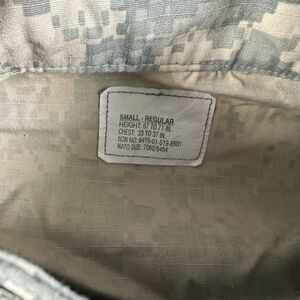 SMALL - REGULAR
HEIGHT: 67 TO 71 IN.
CHEST: 33 TO 37 IN.
NSN NO: 8415-01-519-8501
NATO SIZE: 7080/8494